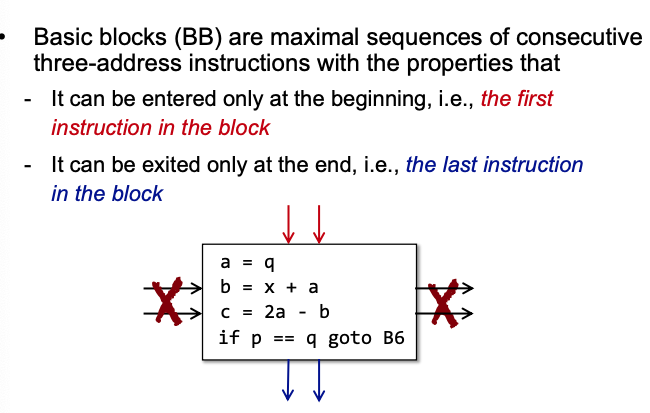 • Basic blocks (BB) are maximal sequences of consecutive
three-address instructions with the properties that
- It can be entered only at the beginning, i.e., the first
instruction in the block
- It can be exited only at the end, i.e., the last instruction
in the block
a = q
b = x + a
c = 2a - b
if p == q goto B6